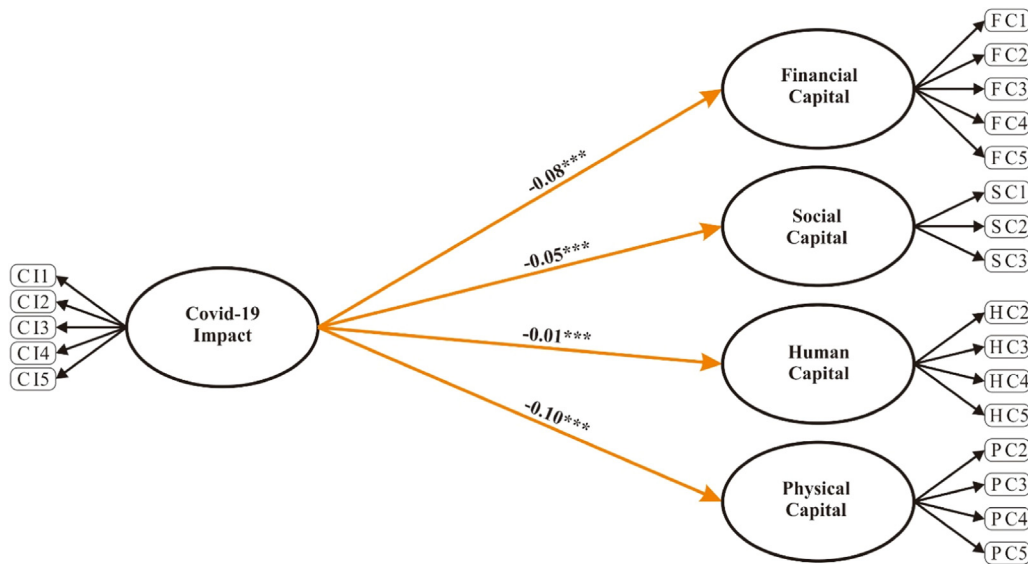 CI1
CI2
CI3
CI4
CI5
Covid-19
Impact
-0.08***
-0.05***
-0.01***
-0.10***
Financial
Capital
FC1
FC2
FC3
FC4
FC5
Social
Capital
SC1
SC2
SC3
Human
Capital
HC2
HC3
HC4
HC5
Physical
Capital
PC2
PC3
PC4
PC5